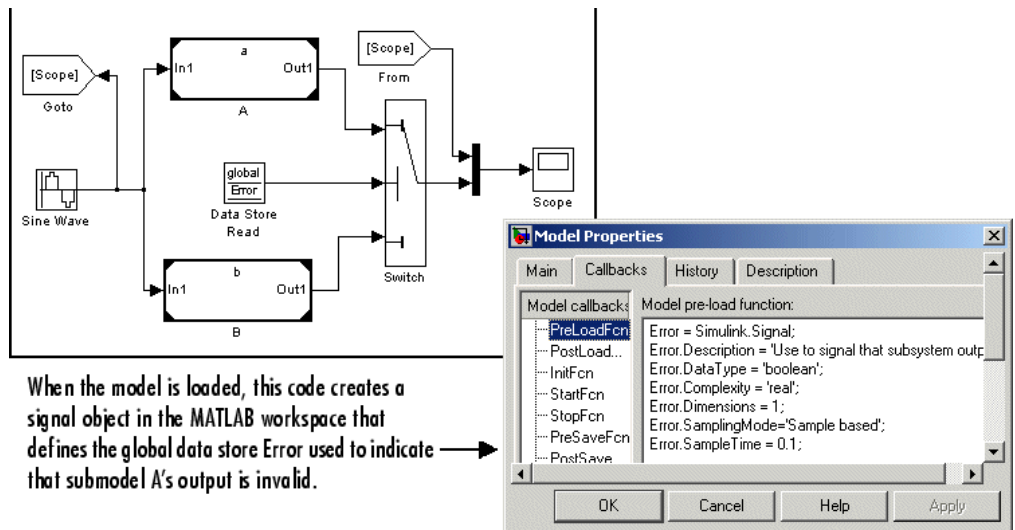 [Scope]
Goto
Sine Wave
a
In1
Out1
A
[Scope]
From
global
Error
Data Store
Read
b
In1
Out1
B
Switch
Scope
When the model is loaded, this code creates a
signal object in the MATLAB workspace that
defines the global data store Error used to indicate
that submodel A's output is invalid.
Model Properties
Main
Callbacks
History
Description
Model callbacks
PreLoadFcn
PostLoad...
InitFcn
StartFcn
StopFcn
PreSaveFcn
PostSave
Model pre-load function:
Error = Simulink.Signal;
Error.Description = 'Use to signal that subsystem outp
Error.DataType = 'boolean';
Error.Complexity = 'real';
Error.Dimensions = 1;
Error.SamplingMode='Sample based';
Error.SampleTime = 0.1;
OK
Cancel
Help
Apply